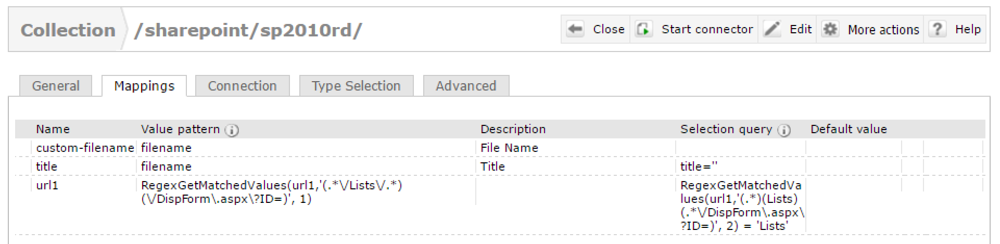 Collection /sharepoint/sp2010rd/ Close Start connector Edit More actions ? Help
General Mappings Connection Type Selection Advanced
Name Value pattern i Description Selection query i Default value
custom-filename filename File Name
title filename Title title=''
url1 RegexGetMatchedValues(url1,'(.*\/Lists\/.*) RegexGetMatchedVa
(\/DispForm\.aspx\?ID=)', 1) lues(url1,'(.*)(Lists)
(.*\/DispForm\.aspx\
?ID=)', 2) = 'Lists'